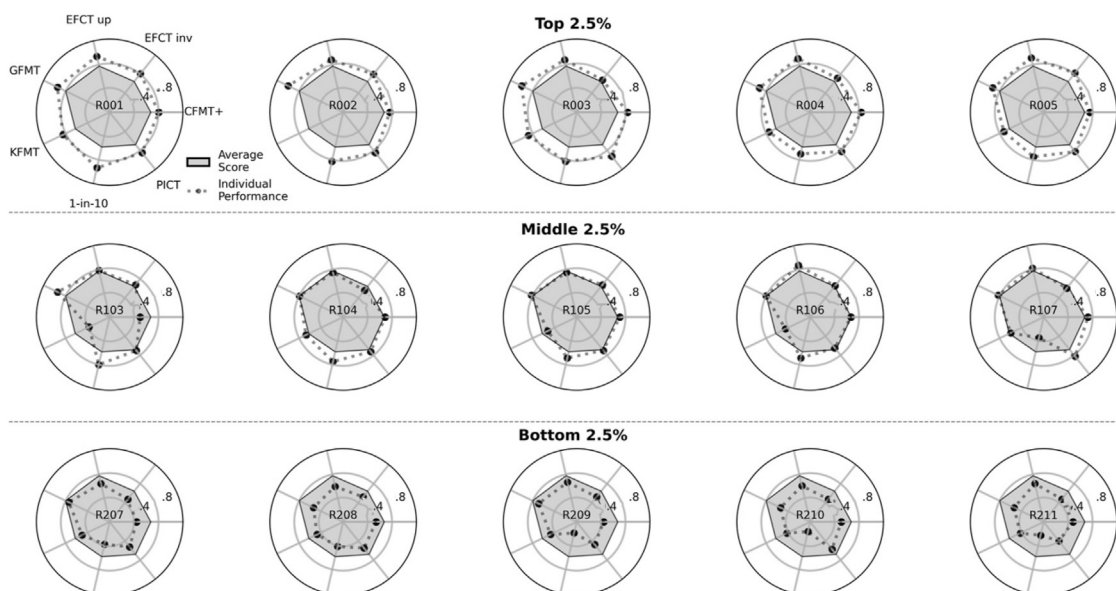 Top 2.5%
EFCT up
EFCT inv
GFMT
CFMT+
KFMT
PICT
1-in-10
R001
.4
.8
Average
Score
Individual
Performance
R002
.4
.8
R003
.4
.8
R004
.4
.8
R005
.4
.8
Middle 2.5%
R103
.4
.8
R104
.4
.8
R105
.4
.8
R106
.4
.8
R107
.4
.8
Bottom 2.5%
R207
.4
.8
R208
.4
.8
R209
.4
.8
R210
.4
.8
R211
.4
.8